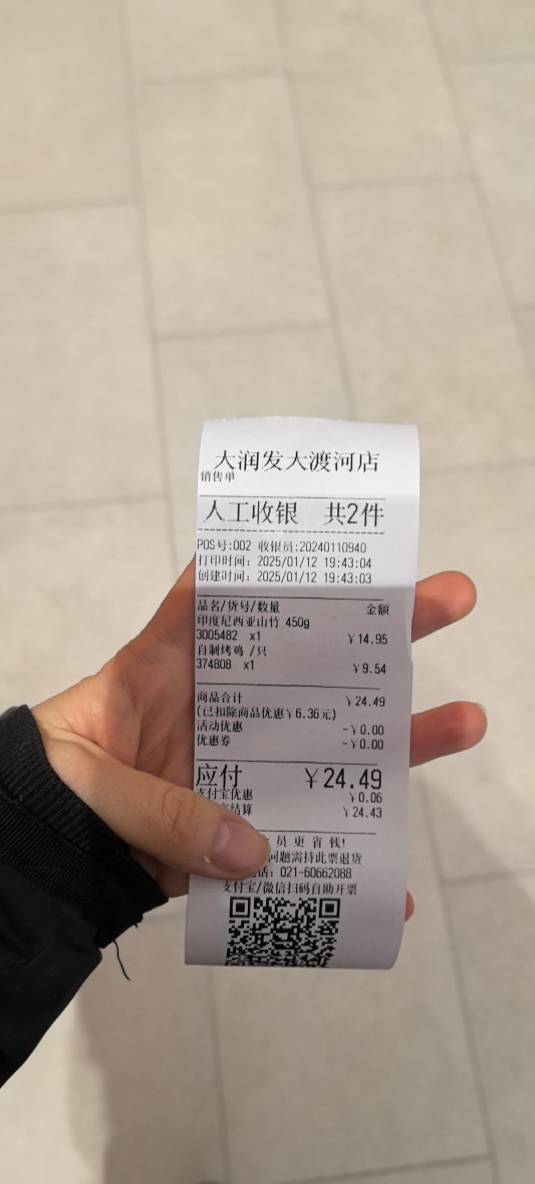 大润发大渡河店
销售单
人工收银 共2件
POS号:002 收银员:20240110940
打印时间: 2025/01/12 19:43:04
创建时间: 2025/01/12 19:43:03
品名/货号/数量 金额
印度尼西亚山竹 450g
3005482 x1 ¥14.95
自制烤鸡 /只
374808 x1 ¥9.54
商品合计 ¥24.49
(已扣除商品优惠¥6.36元)
活动优惠 -¥0.00
优惠券 -¥0.00
应付 ¥24.49
支付宝优惠 ¥0.06
结算 ¥24.43
员更省钱!
问题需持此票退货
话: 021-60662088
支付宝/微信扫码自助开票